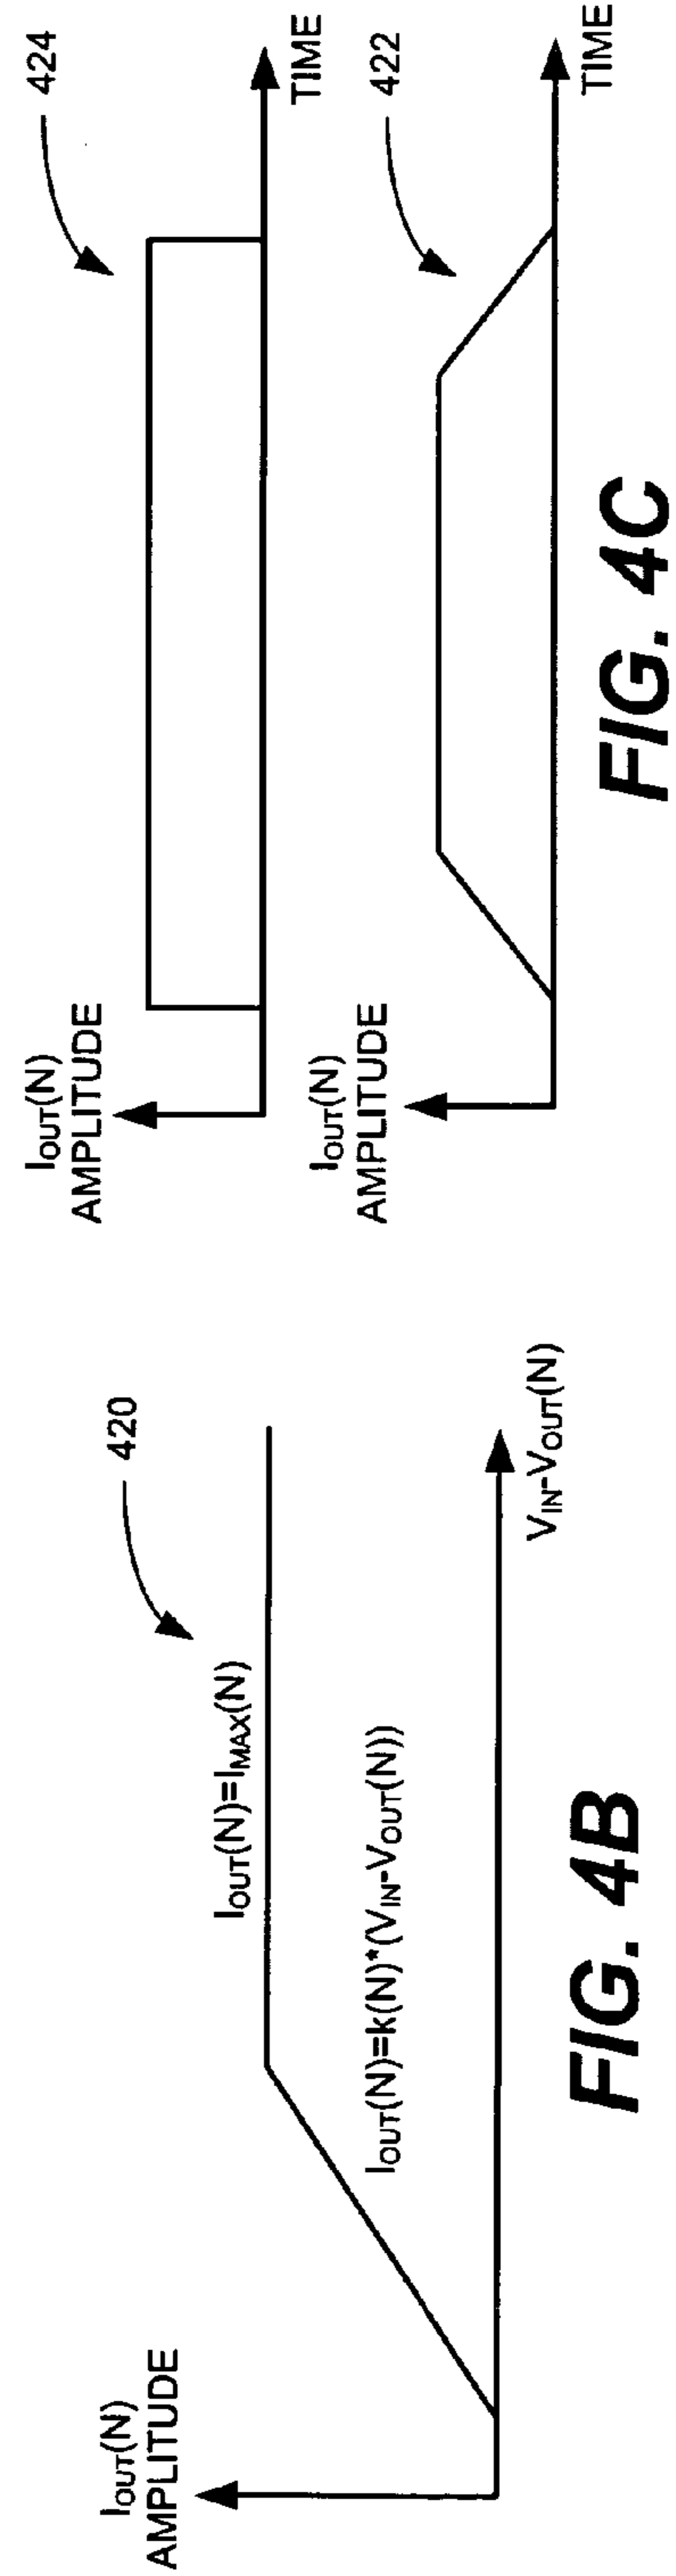 I_OUT(N)
AMPLITUDE
420
I_OUT(N)=I_MAX(N)
I_OUT(N)=k(N)*(V_IN-V_OUT(N))
V_IN-V_OUT(N)
FIG. 4B
I_OUT(N)
AMPLITUDE
424
TIME
I_OUT(N)
AMPLITUDE
422
TIME
FIG. 4C